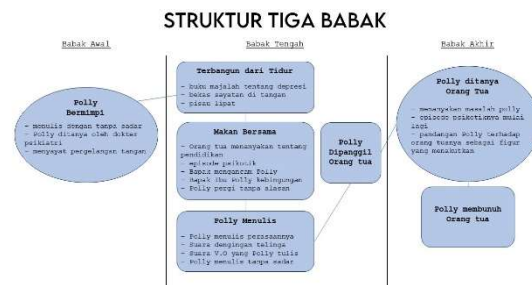 STRUKTUR TIGA BABAK
Babak Awal
Babak Tengah
Babak Akhir
Polly
Bermimpi
- menulis dengan tanpa sadar
- Polly ditanya oleh dokter
psikiatri
- menyayat pergelangan tangan
Terbangun dari Tidur
- buku majalah tentang depresi
- bekas sayatan di tangan
- pisau lipat
Makan Bersama
- Orang tua menanyakan tentang
pendidikan
- episode psikotik
- Bapak mengancam Polly
- Bapak Ibu Polly kebingungan
- Polly pergi tanpa alasan
Polly Menulis
- Polly menulis perasaannya
- Suara dengingan telinga
- Suara V.O yang Polly tulis
- Polly menulis tanpa sadar
Polly
Dipanggil
Orang tua
Polly ditanya
Orang Tua
- menanyakan masalah polly
- episode psikotiknya mulai
lagi
- pandangan Polly terhadap
orang tuanya sebagai figur
yang menakutkan
Polly membunuh
Orang tua